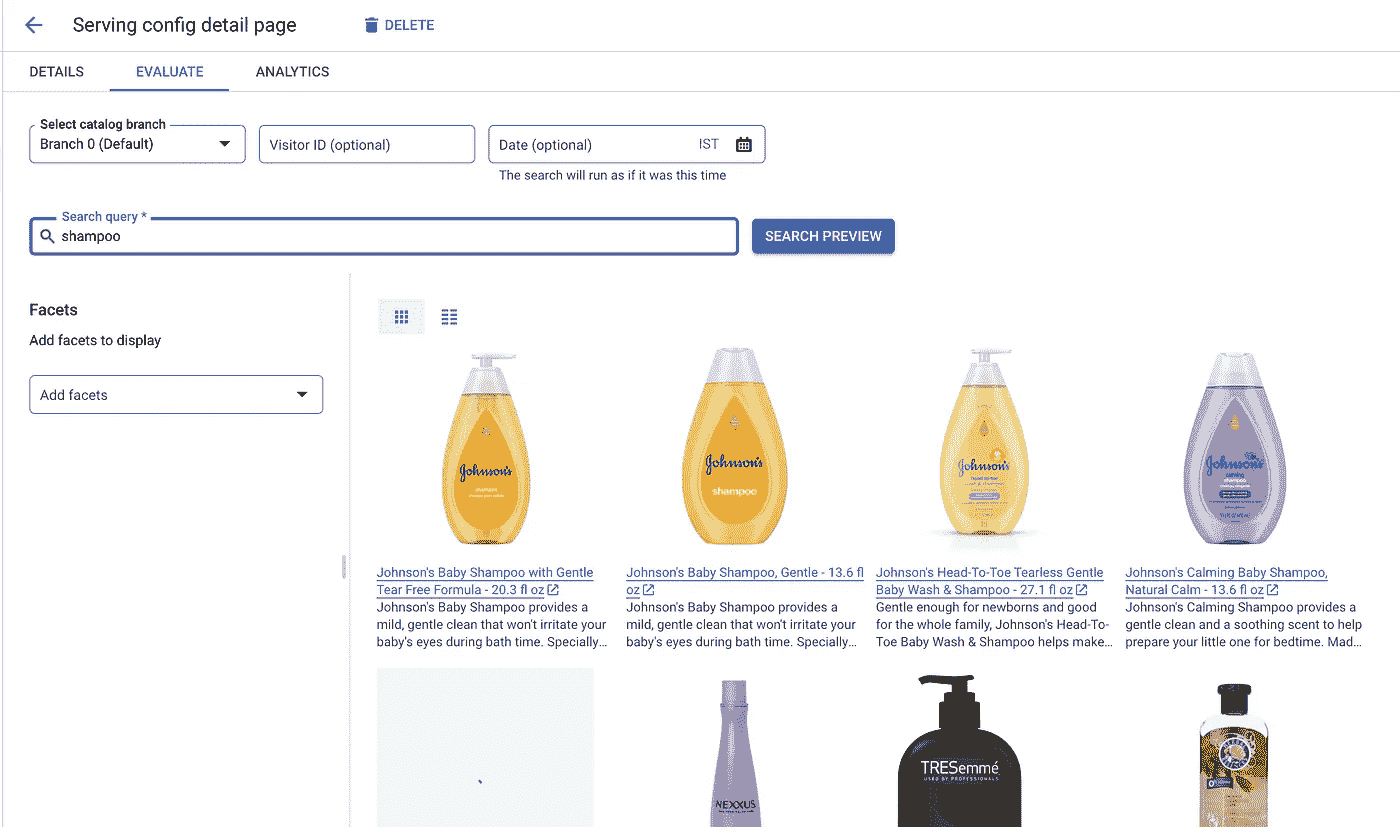 Serving config detail page
DELETE
DETAILS
EVALUATE
ANALYTICS
Select catalog branch
Branch 0 (Default)
Visitor ID (optional)
Date (optional)
IST
The search will run as if it was this time
Search query *
shampoo
SEARCH PREVIEW
Facets
Add facets to display
Add facets
Johnson's
shampoo
Johnson's
shampoo
Johnson's
Johnson's
calming
shampoo
Johnson's Baby Shampoo with Gentle
Tear Free Formula - 20.3 fl oz
Johnson's Baby Shampoo provides a
mild, gentle clean that won't irritate your
baby's eyes during bath time. Specially...
Johnson's Baby Shampoo, Gentle - 13.6 fl
oz
Johnson's Baby Shampoo provides a
mild, gentle clean that won't irritate your
baby's eyes during bath time. Specially...
Johnson's Head-To-Toe Tearless Gentle
Baby Wash & Shampoo - 27.1 fl oz
Gentle enough for newborns and good
for the whole family, Johnson's Head-To-
Toe Baby Wash & Shampoo helps make...
Johnson's Calming Baby Shampoo,
Natural Calm - 13.6 fl oz
Johnson's Calming Shampoo provides a
gentle clean and a soothing scent to help
prepare your little one for bedtime. Mad...
NEXXUS
TRESemmé
USED BY PROFESSIONALS